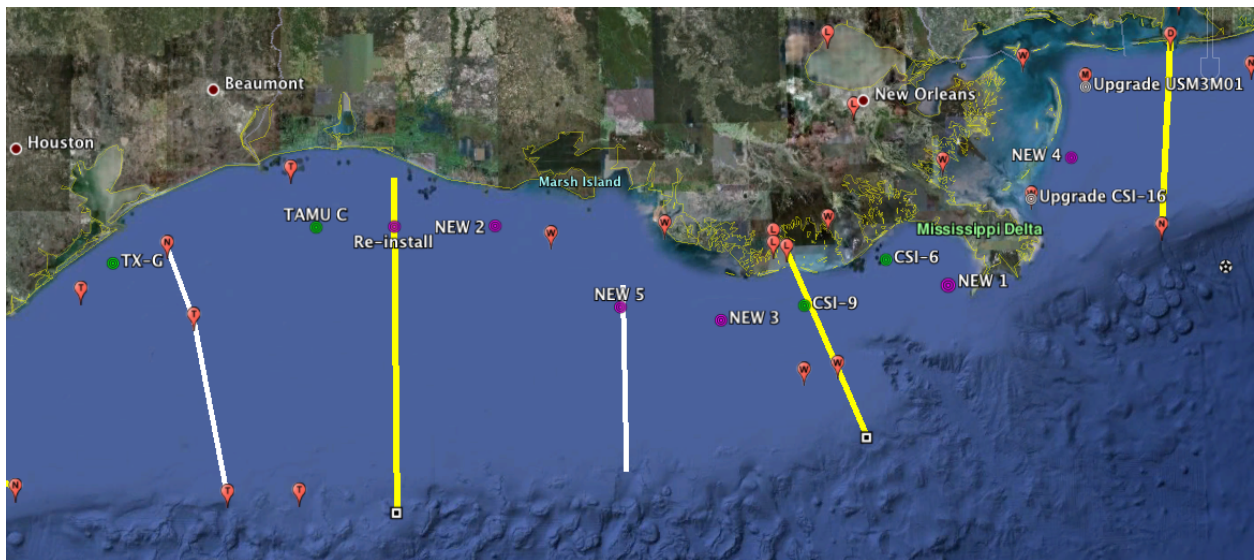 L
D
W
N
Beaumont
M
Upgrade USM3M01
L
New Orleans
Houston
W
NEW 4
T
Marsh Island
Upgrade CSI-16
TAMU C
NEW 2
W
W
L
Mississippi Delta
N
Re-install
W
N
L
L
TX-G
CSI-6
T
NEW 5
NEW 1
CSI-9
T
NEW 3
W
W
N
T
T